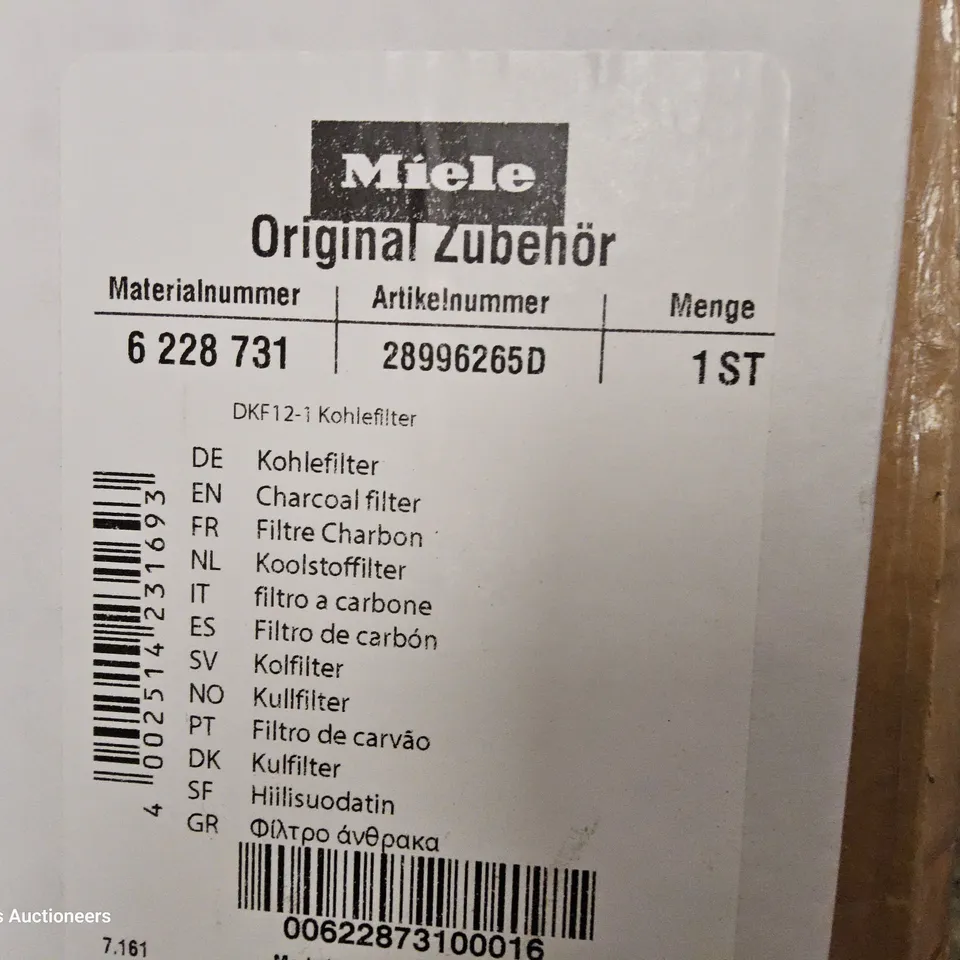 Miele
Original Zubehör
Materialnummer Artikelnummer Menge
6 228 731 28996265D 1 ST
DKF12-1 Kohlefilter
DE Kohlefilter
EN Charcoal filter
FR Filtre Charbon
NL Koolstoffilter
IT filtro a carbone
ES Filtro de carbón
SV Kolfilter
NO Kullfilter
PT Filtro de carvão
DK Kulfilter
SF Hiilisuodatin
GR Φίλτρο άνθρακα
4 002514 231693
00622873100016
7.161
Auctioneers